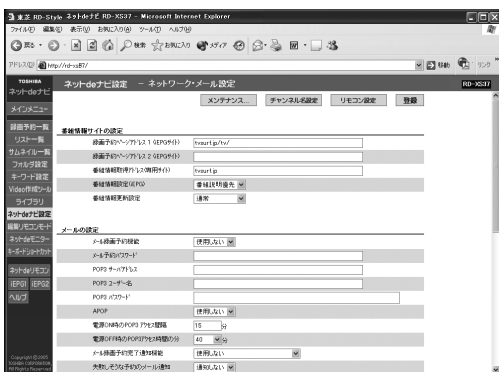 東芝 RD-Style ネットdeナビ RD-XS37 - Microsoft Internet Explorer
ファイル(F) 編集(E) 表示(V) お気に入り(A) ツール(T) ヘルプ(H)
戻る 検索 お気に入り メディア
アドレス(D) http://rd-xs37/ 移動 リンク
TOSHIBA
ネットdeナビ
ネットdeナビ設定 - ネットワーク・メール設定
RD-XS37
メンテナンス... チャンネル名設定 リモコン設定 登録
メインメニュー
録画予約一覧
リスト一覧
サムネイル一覧
フォルダ設定
キーワード設定
Video作成ツール
ライブラリ
ネットdeナビ設定
編集リモコンモード
ネットdeモニター
キーボードショートカット
ネットdeリモコン
iEPG1 iEPG2
ヘルプ
Copyright ©2005
TOSHIBA CORPORATION
All Rights Reserved
番組情報サイトの設定
録画予約ページアドレス 1 (iEPGサイト) tvsurf.jp/tv/
録画予約ページアドレス 2 (iEPGサイト)
番組情報取得アドレス(専用サイト) tvsurf.jp
番組情報設定(iEPG) 番組説明優先
番組情報更新設定 通常
メールの設定
メール録画予約機能 使用しない
メール予約パスワード
POP3 サーバアドレス
POP3 ユーザー名
POP3 パスワード
APOP 使用しない
電源ON時のPOP3 アクセス間隔 15 分
電源OFF時のPOP3アクセス時間の分 40 分
メール録画予約完了通知機能 使用しない
失敗しそうな予約のメール通知 通知しない